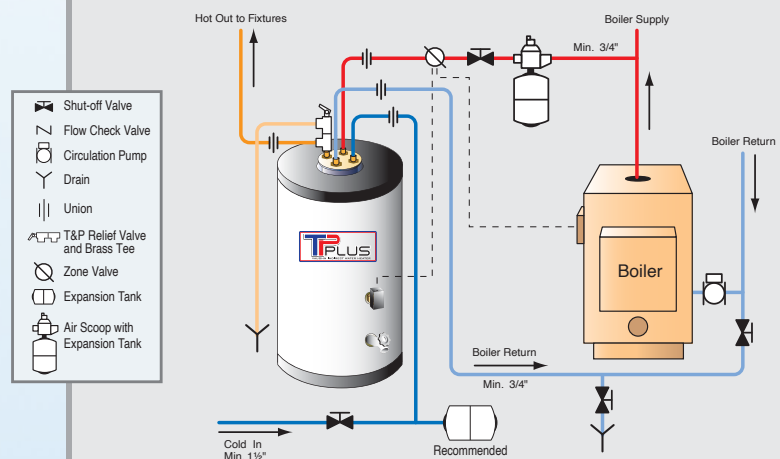 Hot Out to Fixtures
Boiler Supply
Min. 3/4"
Shut-off Valve
Flow Check Valve
Circulation Pump
Drain
Union
T&P Relief Valve
and Brass Tee
Zone Valve
Expansion Tank
Air Scoop with
Expansion Tank
Boiler Return
TPPLUS
Boiler
Boiler Return
Min. 3/4"
Cold In
Min 1½"
Recommended